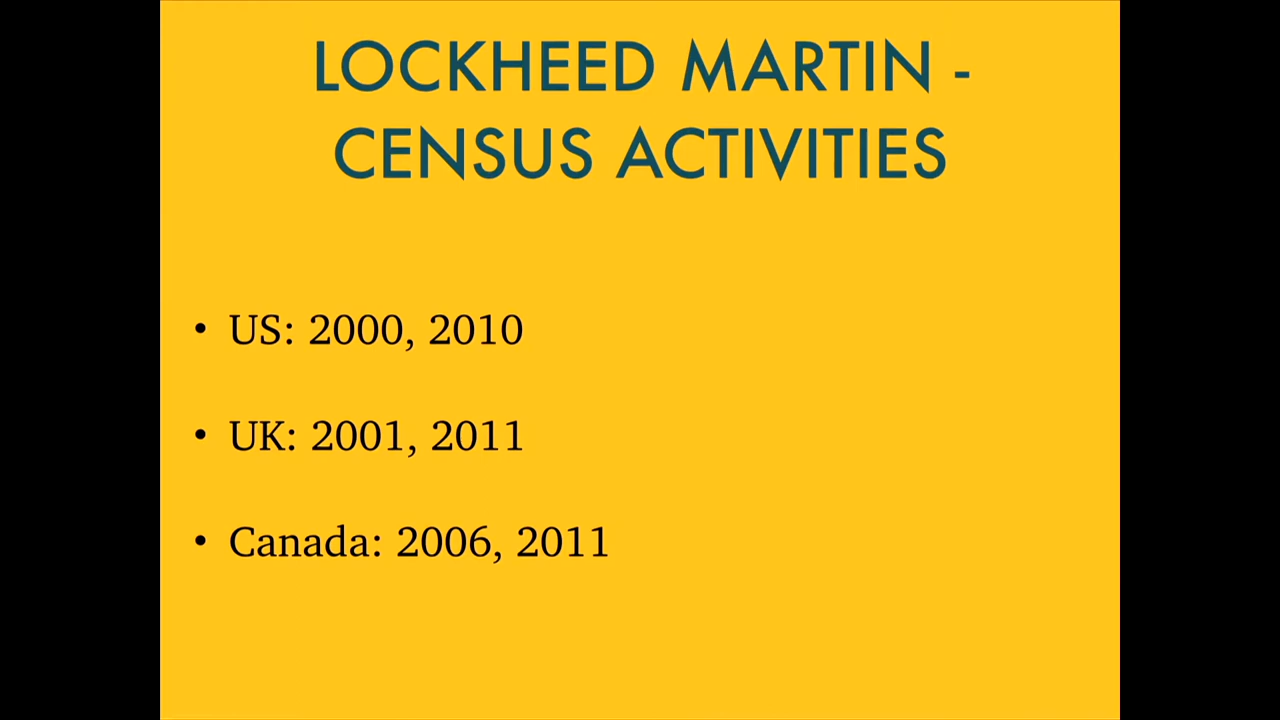 LOCKHEED MARTIN -
CENSUS ACTIVITIES
• US: 2000, 2010
• UK: 2001, 2011
• Canada: 2006, 2011